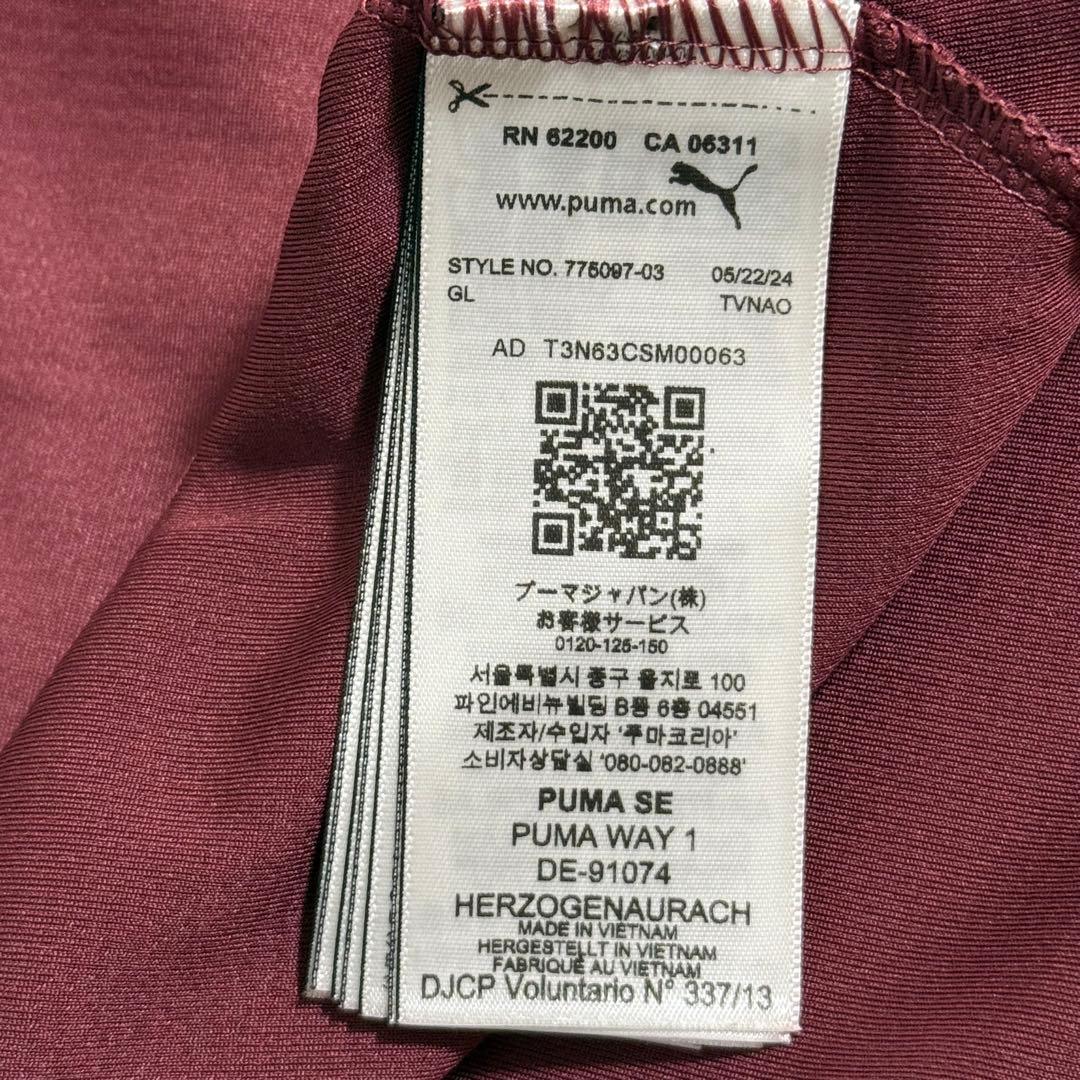 RN 62200 CA 06311
www.puma.com
STYLE NO. 775097-03 05/22/24
GL TVNAO
AD T3N63CSM00063
プーマジャパン(株)
お客様サービス
0120-125-150
서울특별시 중구 을지로 100
파인에비뉴빌딩 B동 6층 04551
제조자/수입자 '푸마코리아'
소비자상담실 '080-082-0888'
PUMA SE
PUMA WAY 1
DE-91074
HERZOGENAURACH
MADE IN VIETNAM
HERGESTELLT IN VIETNAM
FABRIQUÉ AU VIETNAM
DJCP Voluntario N° 337/13